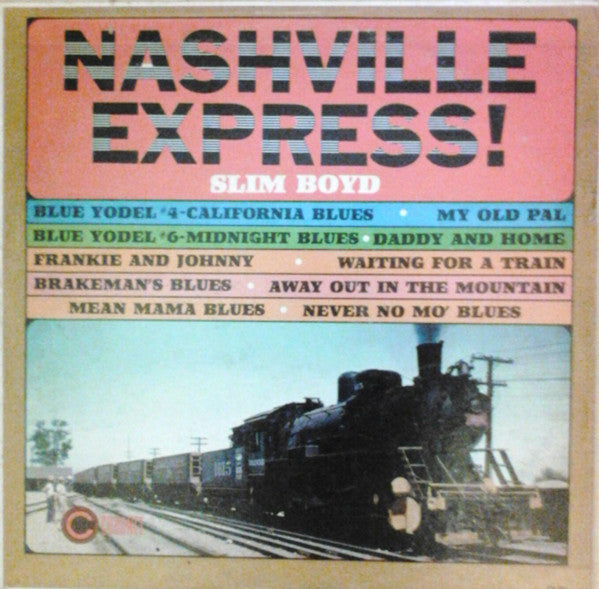 NASHVILLE
EXPRESS!
SLIM BOYD
BLUE YODEL #4-CALIFORNIA BLUES • MY OLD PAL
BLUE YODEL #6-MIDNIGHT BLUES • DADDY AND HOME
FRANKIE AND JOHNNY • WAITING FOR A TRAIN
BRAKEMAN'S BLUES • AWAY OUT IN THE MOUNTAIN
MEAN MAMA BLUES • NEVER NO MO' BLUES
1615